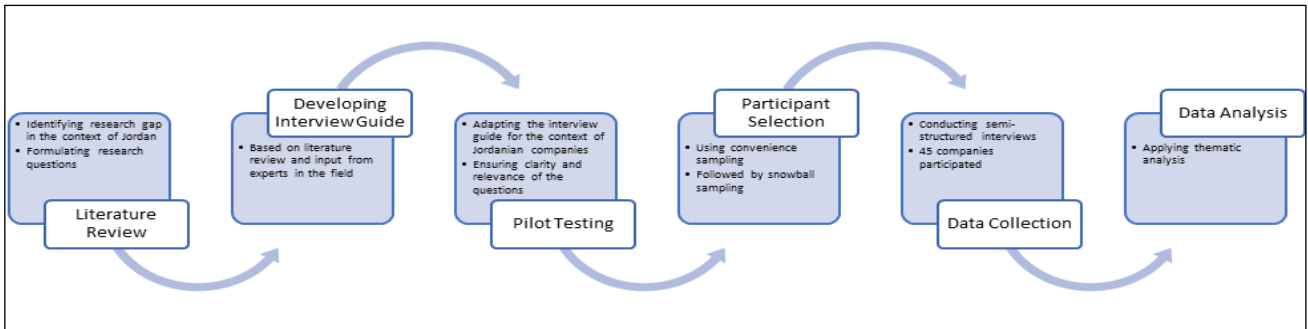 • Identifying research gap
in the context of Jordan
• Formulating research
questions
Literature
Review
Developing
Interview Guide
• Based on literature
review and input from
experts in the field
• Adapting the interview
guide for the context of
Jordanian companies
• Ensuring clarity and
relevance of the
questions
Pilot Testing
Participant
Selection
• Using convenience
sampling
• Followed by snowball
sampling
• Conducting semi-
structured interviews
• 45 companies
participated
Data Collection
Data Analysis
• Applying thematic
analysis